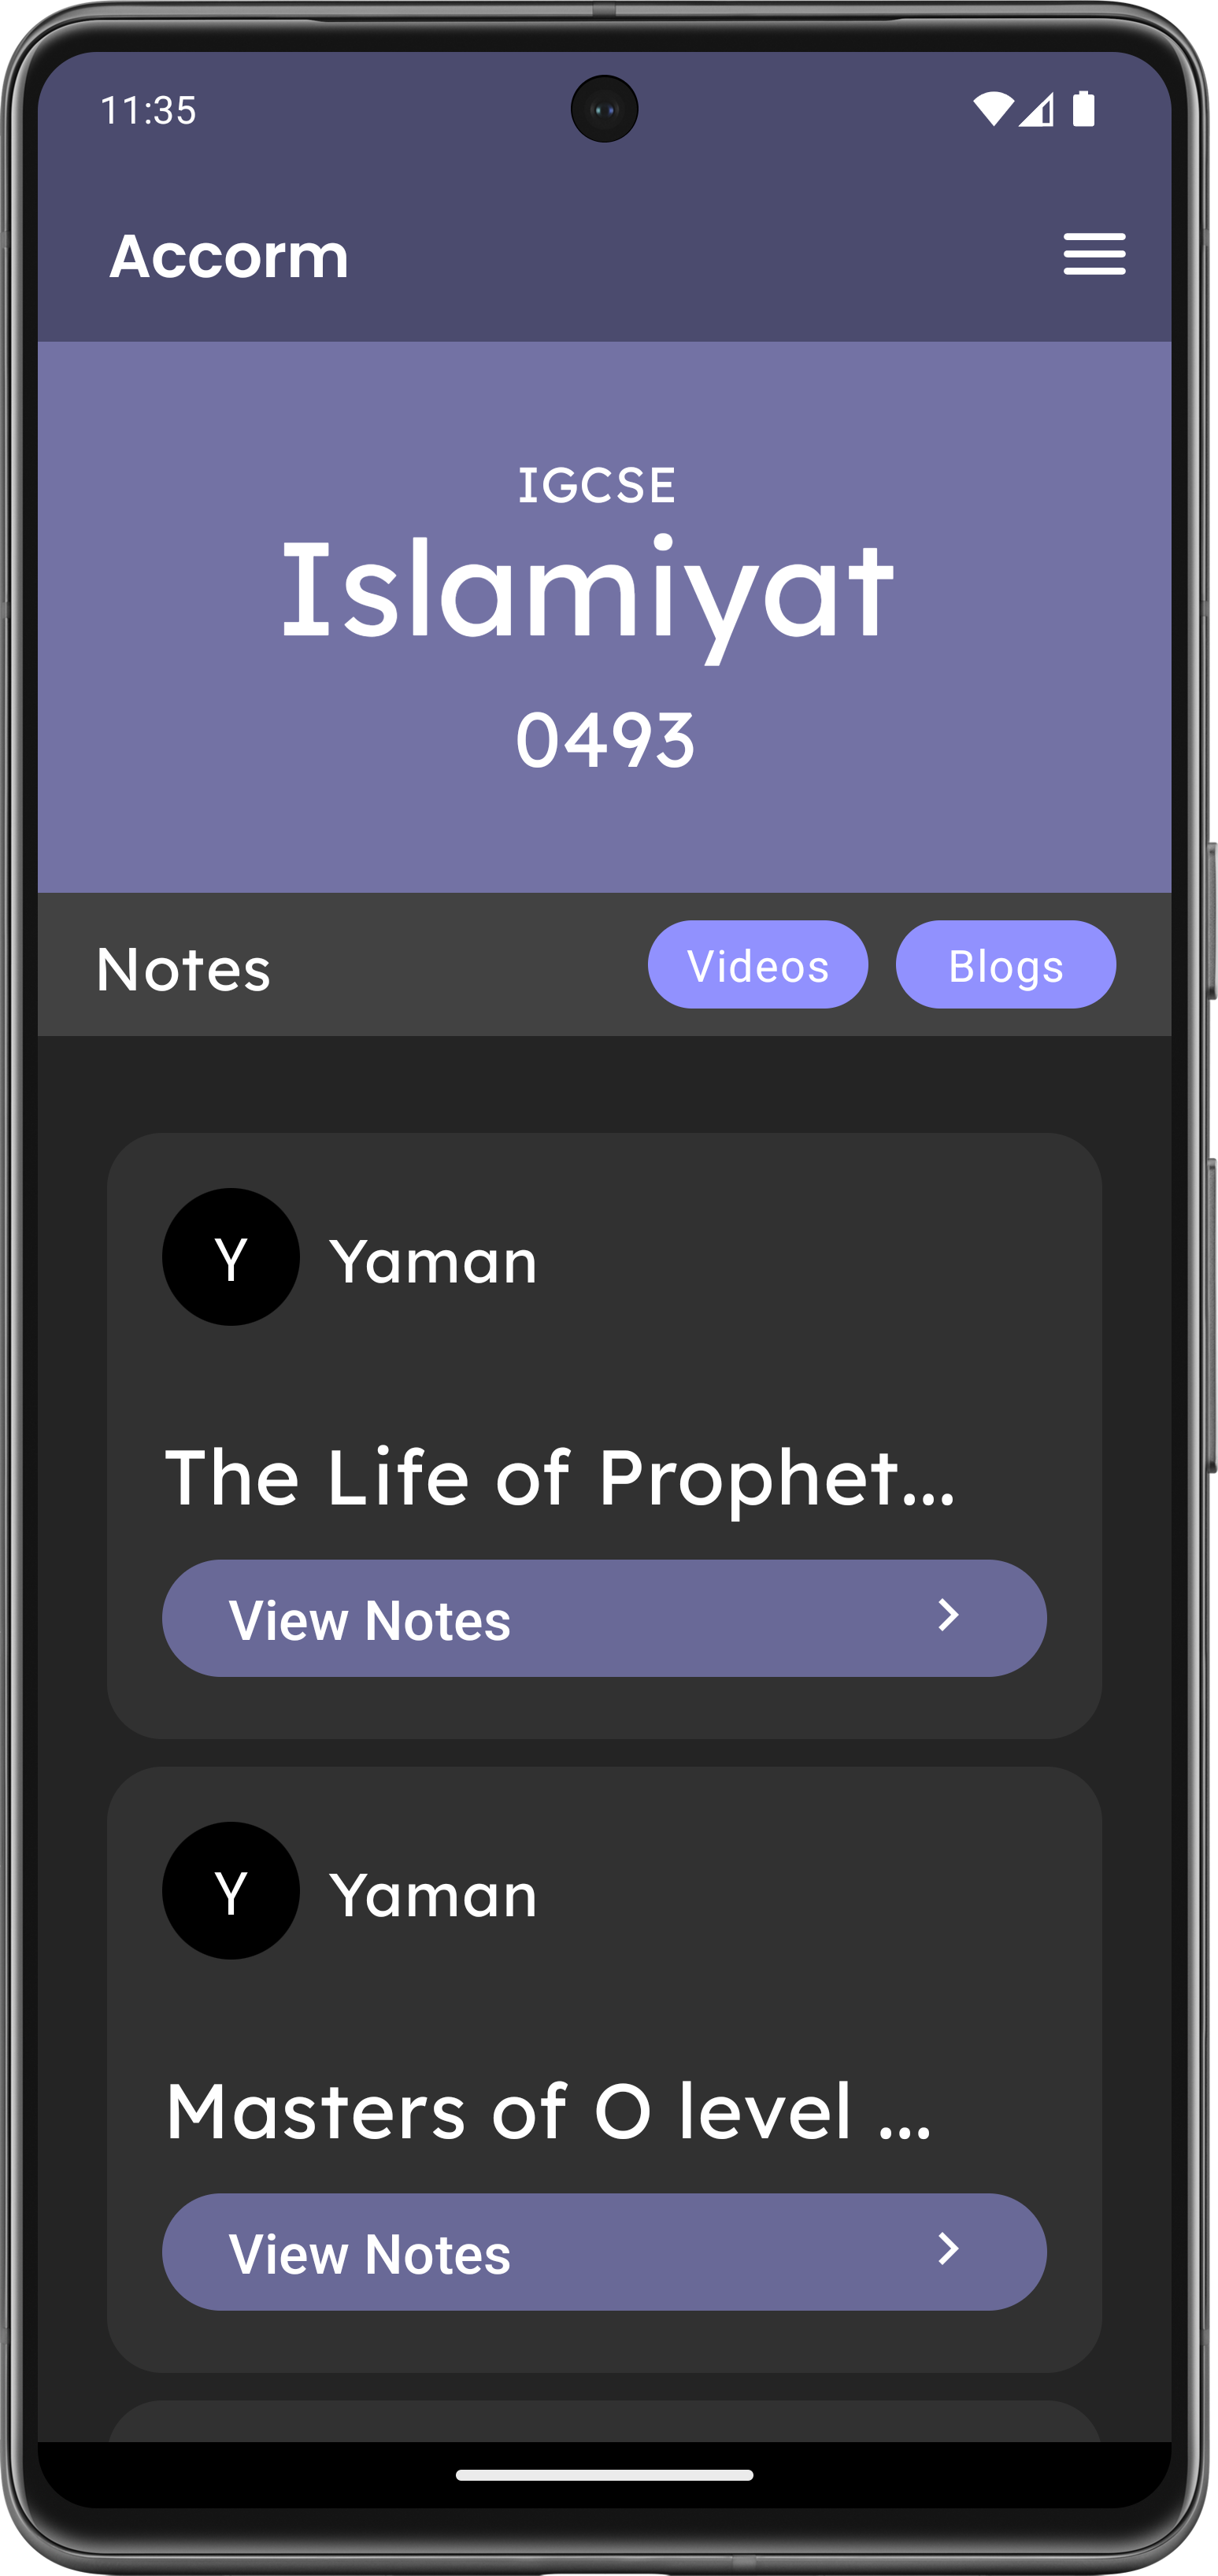 11:35
Accorm
IGCSE
Islamiyat
0493
Notes
Videos
Blogs
Y
Yaman
The Life of Prophet...
View Notes
Y
Yaman
Masters of O level ...
View Notes